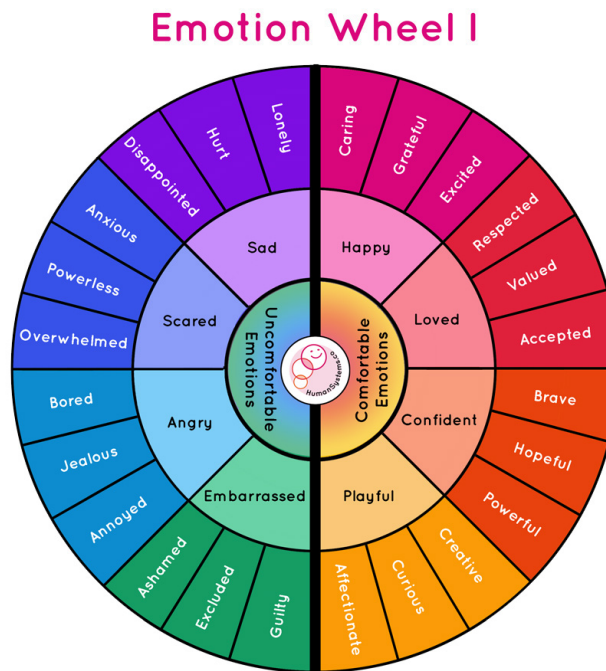 Emotion Wheel I
Caring
Grateful
Excited
Respected
Valued
Accepted
Brave
Hopeful
Powerful
Creative
Curious
Affectionate
Guilty
Excluded
Ashamed
Annoyed
Jealous
Bored
Overwhelmed
Powerless
Anxious
Disappointed
Hurt
Lonely
Happy
Loved
Confident
Playful
Embarrassed
Angry
Scared
Sad
Uncomfortable
Emotions
Comfortable
Emotions
HumanSystems.co